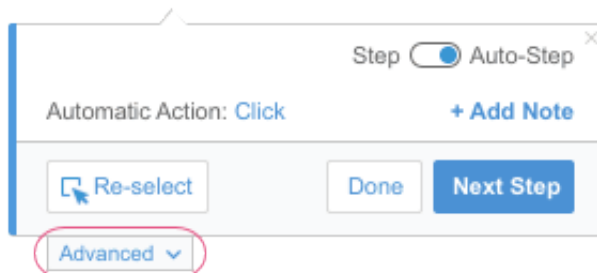 Step Auto-Step
Automatic Action: Click + Add Note
Re-select Done Next Step
Advanced